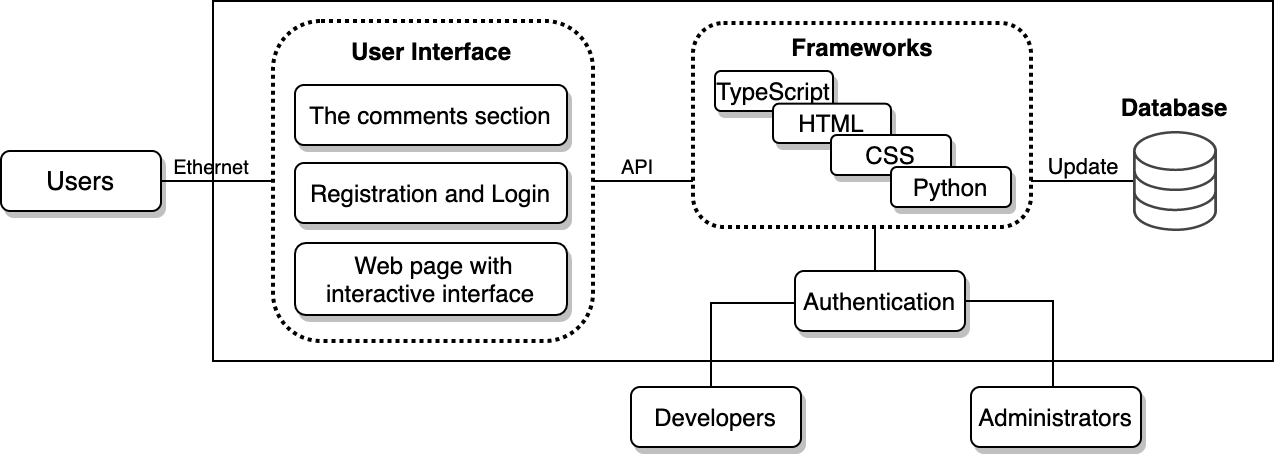 User Interface
The comments section
Registration and Login
Web page with
interactive interface
Users
Ethernet
API
Frameworks
TypeScript
HTML
CSS
Python
Update
Database
Authentication
Developers
Administrators